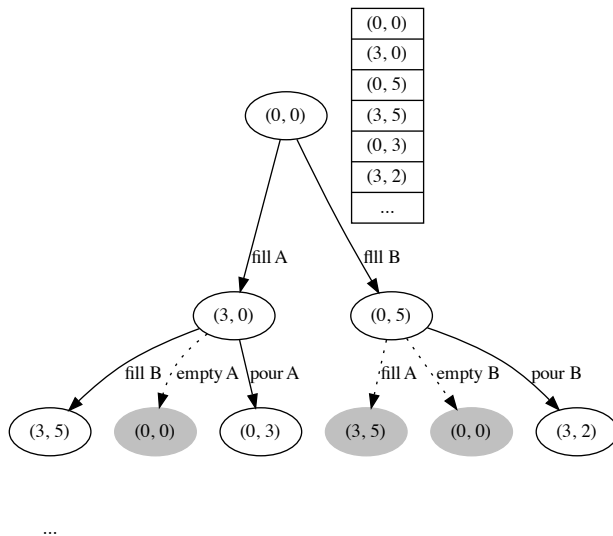 (0, 0)
(3, 0)
(0, 5)
(3, 5)
(0, 3)
(3, 2)
...
(0, 0)
fill A
flll B
(3, 0)
(0, 5)
fill B
empty A
pour A
fill A
empty B
pour B
(3, 5)
(0, 0)
(0, 3)
(3, 5)
(0, 0)
(3, 2)
...